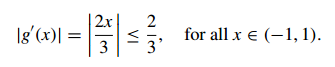 |g′(x)| = |2x/3| ≤ 2/3, for all x ∈ (−1, 1).